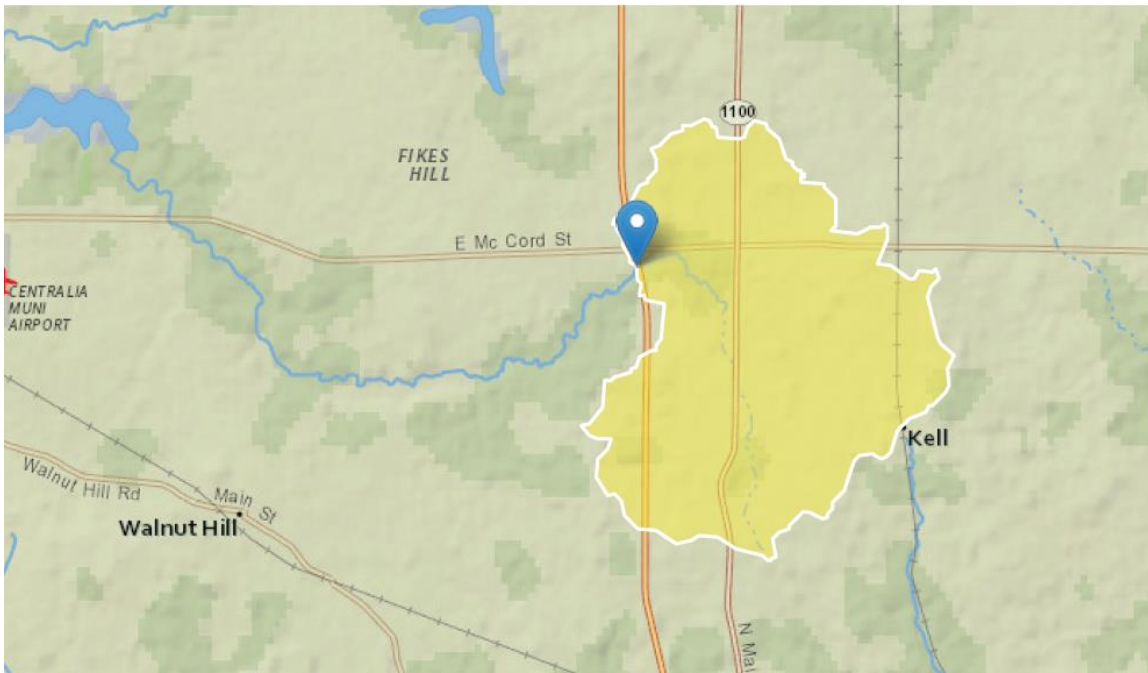 1100
FIKES
HILL
E Mc Cord St
CENTRALIA
MUNI
AIRPORT
Kell
Walnut Hill Rd
Main St
Walnut Hill
N Mai